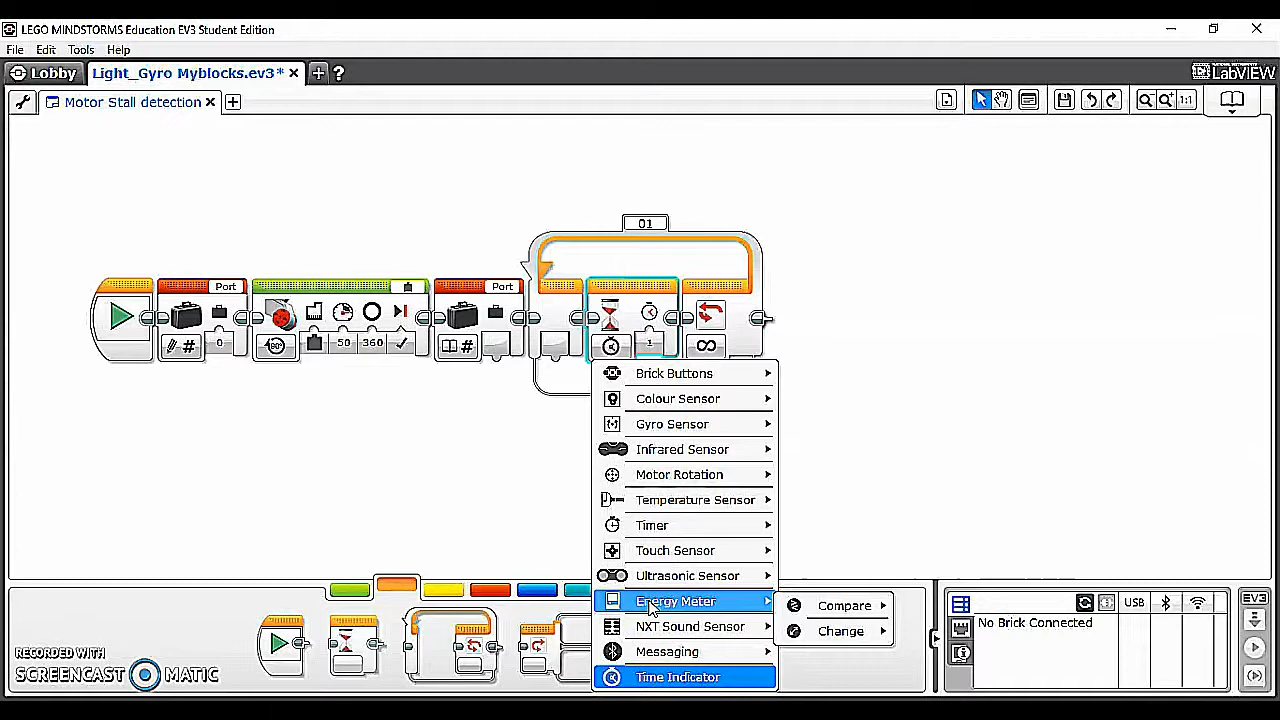 LEGO MINDSTORMS Education EV3 Student Edition
File Edit Tools Help
Lobby Light_Gyro Myblocks.ev3* × + ?
LabVIEW
Motor Stall detection × +
1:1
01
Port Port
# 0 50 360 # 1
Brick Buttons
Colour Sensor
Gyro Sensor
Infrared Sensor
Motor Rotation
Temperature Sensor
Timer
Touch Sensor
Ultrasonic Sensor
Energy Meter
NXT Sound Sensor
Messaging
Time Indicator
Compare
Change
USB
EV3
No Brick Connected
RECORDED WITH
SCREENCAST MATIC